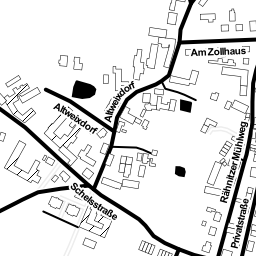 Am Zollhaus
Altweixdorf
Altweixdorf
Rähnitzer Mühlweg
Schelsstraße
Privatstraße